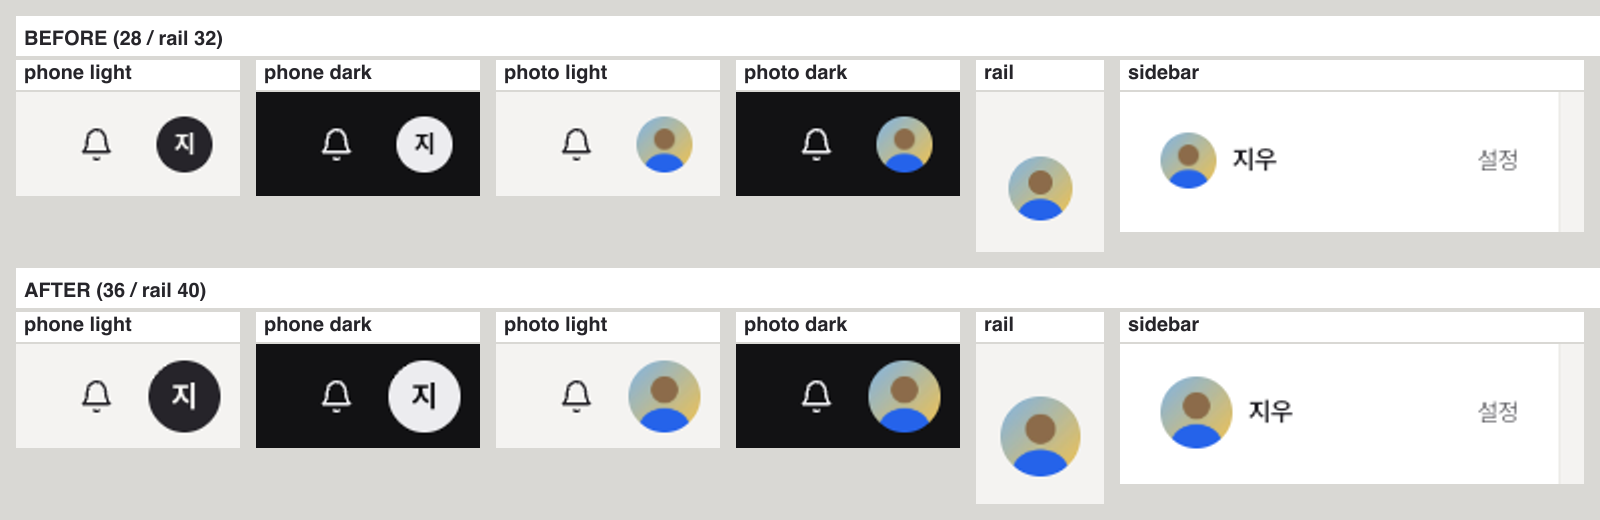 BEFORE (28 / rail 32)
phone light phone dark photo light photo dark rail sidebar
지 지 지우 설정
AFTER (36 / rail 40)
phone light phone dark photo light photo dark rail sidebar
지 지 지우 설정